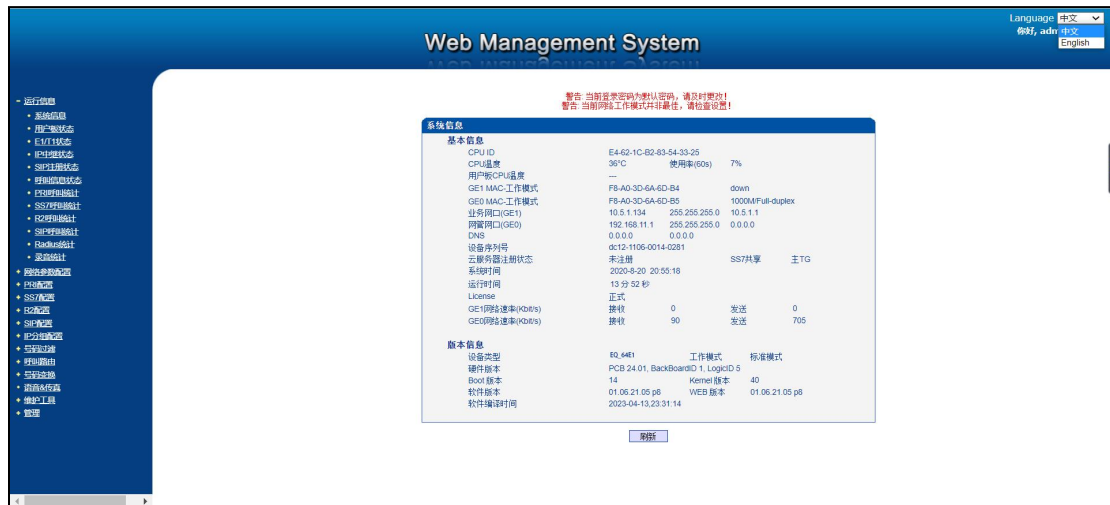 Language 中文
你好, adm 中文
English
Web Management System
警告: 当前登录密码为默认密码，请及时更改！
警告: 当前网络工作模式并非最佳，请检查设置！
- 运行信息
• 系统信息
• 用户板状态
• E1/T1状态
• IP中继状态
• SIP注册状态
• 呼叫信息状态
• PRI呼叫统计
• SS7呼叫统计
• R2呼叫统计
• SIP呼叫统计
• Radius统计
• 录音统计
+ 网络参数配置
+ PRI配置
+ SS7配置
+ R2配置
+ SIP配置
+ IP分组配置
+ 号码过滤
+ 呼叫路由
+ 号码变换
• 语音&传真
+ 维护工具
+ 管理
系统信息
基本信息
CPU ID E4-62-1C-B2-83-54-33-25
CPU温度 36°C 使用率(60s) 7%
用户板CPU温度 ---
GE1 MAC-工作模式 F8-A0-3D-6A-6D-B4 down
GE0 MAC-工作模式 F8-A0-3D-6A-6D-B5 1000M/Full-duplex
业务网口(GE1) 10.5.1.134 255.255.255.0 10.5.1.1
网管网口(GE0) 192.168.11.1 255.255.255.0 0.0.0.0
DNS 0.0.0.0 0.0.0.0
设备序列号 dc12-1106-0014-0281
云服务器注册状态 未注册 SS7共享 主TG
系统时间 2020-8-20 20:55:18
运行时间 13 分 52 秒
License 正式
GE1网络速率(Kbit/s) 接收 0 发送 0
GE0网络速率(Kbit/s) 接收 90 发送 705
版本信息
设备类型 EQ_64E1 工作模式 标准模式
硬件版本 PCB 24.01, BackBoardID 1, LogicID 5
Boot 版本 14 Kernel 版本 40
软件版本 01.06.21.05 p8 WEB 版本 01.06.21.05 p8
软件编译时间 2023-04-13,23:31:14
刷新